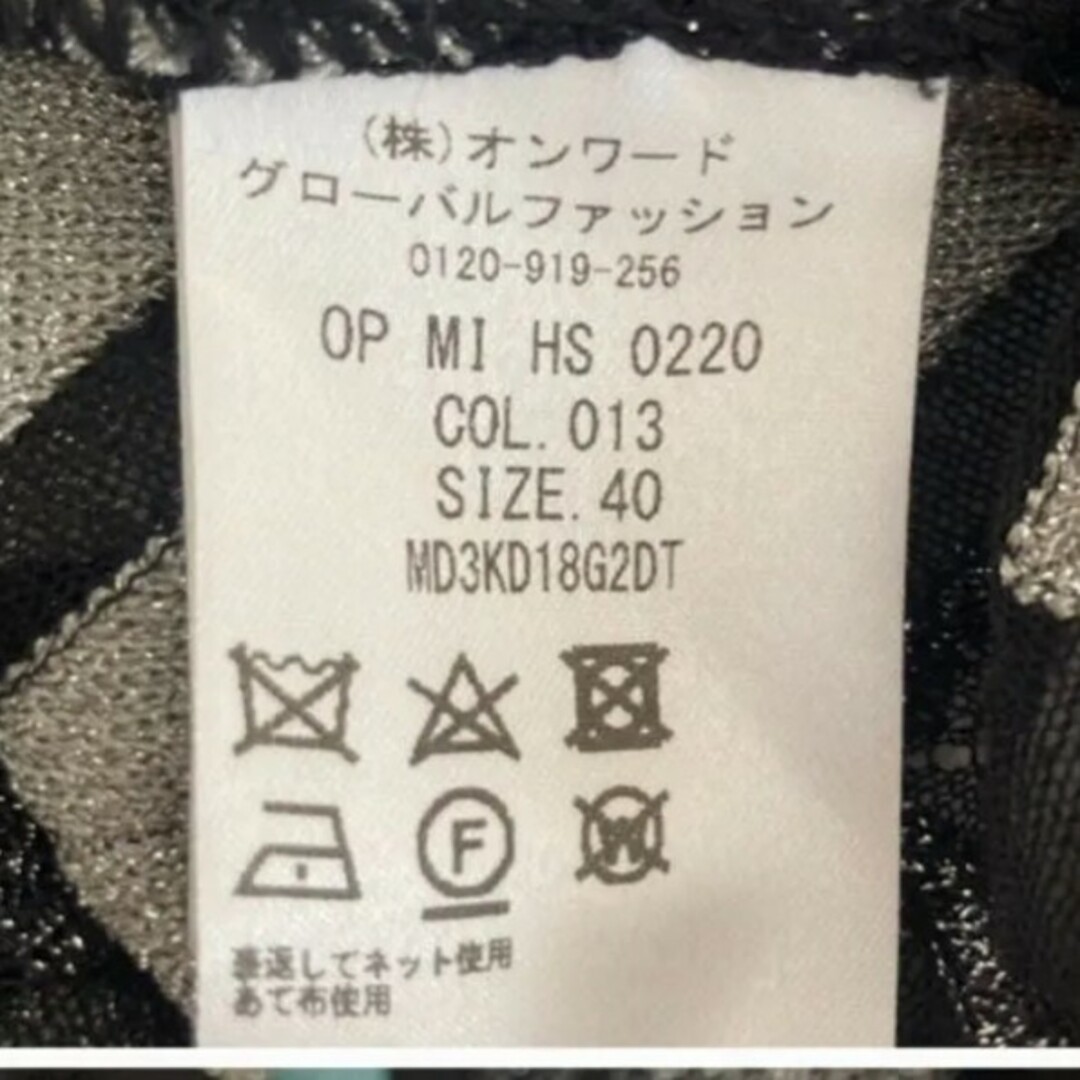 (株)オンワード
グローバルファッション
0120-919-256
OP MI HS 0220
COL. 013
SIZE. 40
MD3KD18G2DT
F W
裏返してネット使用
あて布使用